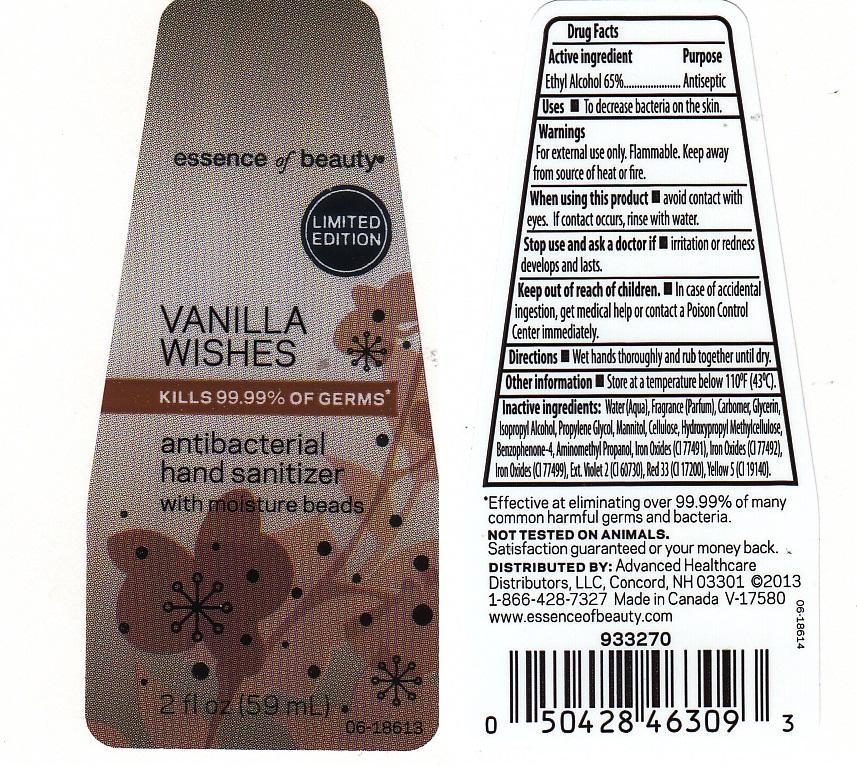 essence of beauty®
LIMITED
EDITION
VANILLA
WISHES
KILLS 99.99% OF GERMS*
antibacterial
hand sanitizer
with moisture beads
2 fl oz (59 mL)
06-18613
Drug Facts
Active ingredient Purpose
Ethyl Alcohol 65%..................... Antiseptic
Uses ■ To decrease bacteria on the skin.
Warnings
For external use only. Flammable. Keep away
from source of heat or fire.
When using this product ■ avoid contact with
eyes. If contact occurs, rinse with water.
Stop use and ask a doctor if ■ irritation or redness
develops and lasts.
Keep out of reach of children. ■ In case of accidental
ingestion, get medical help or contact a Poison Control
Center immediately.
Directions ■ Wet hands thoroughly and rub together until dry.
Other information ■ Store at a temperature below 110ºF (43ºC).
Inactive ingredients: Water (Aqua), Fragrance (Parfum), Carbomer, Glycerin,
Isopropyl Alcohol, Propylene Glycol, Mannitol, Cellulose, Hydroxypropyl Methylcellulose,
Benzophenone-4, Aminomethyl Propanol, Iron Oxides (CI 77491), Iron Oxides (CI 77492),
Iron Oxides (CI 77499), Ext. Violet 2 (CI 60730), Red 33 (CI 17200), Yellow 5 (CI 19140).
*Effective at eliminating over 99.99% of many
common harmful germs and bacteria.
NOT TESTED ON ANIMALS.
Satisfaction guaranteed or your money back.
DISTRIBUTED BY: Advanced Healthcare
Distributors, LLC, Concord, NH 03301 ©2013
1-866-428-7327 Made in Canada V-17580
www.essenceofbeauty.com
06-18614
933270
0 50428 46309 3